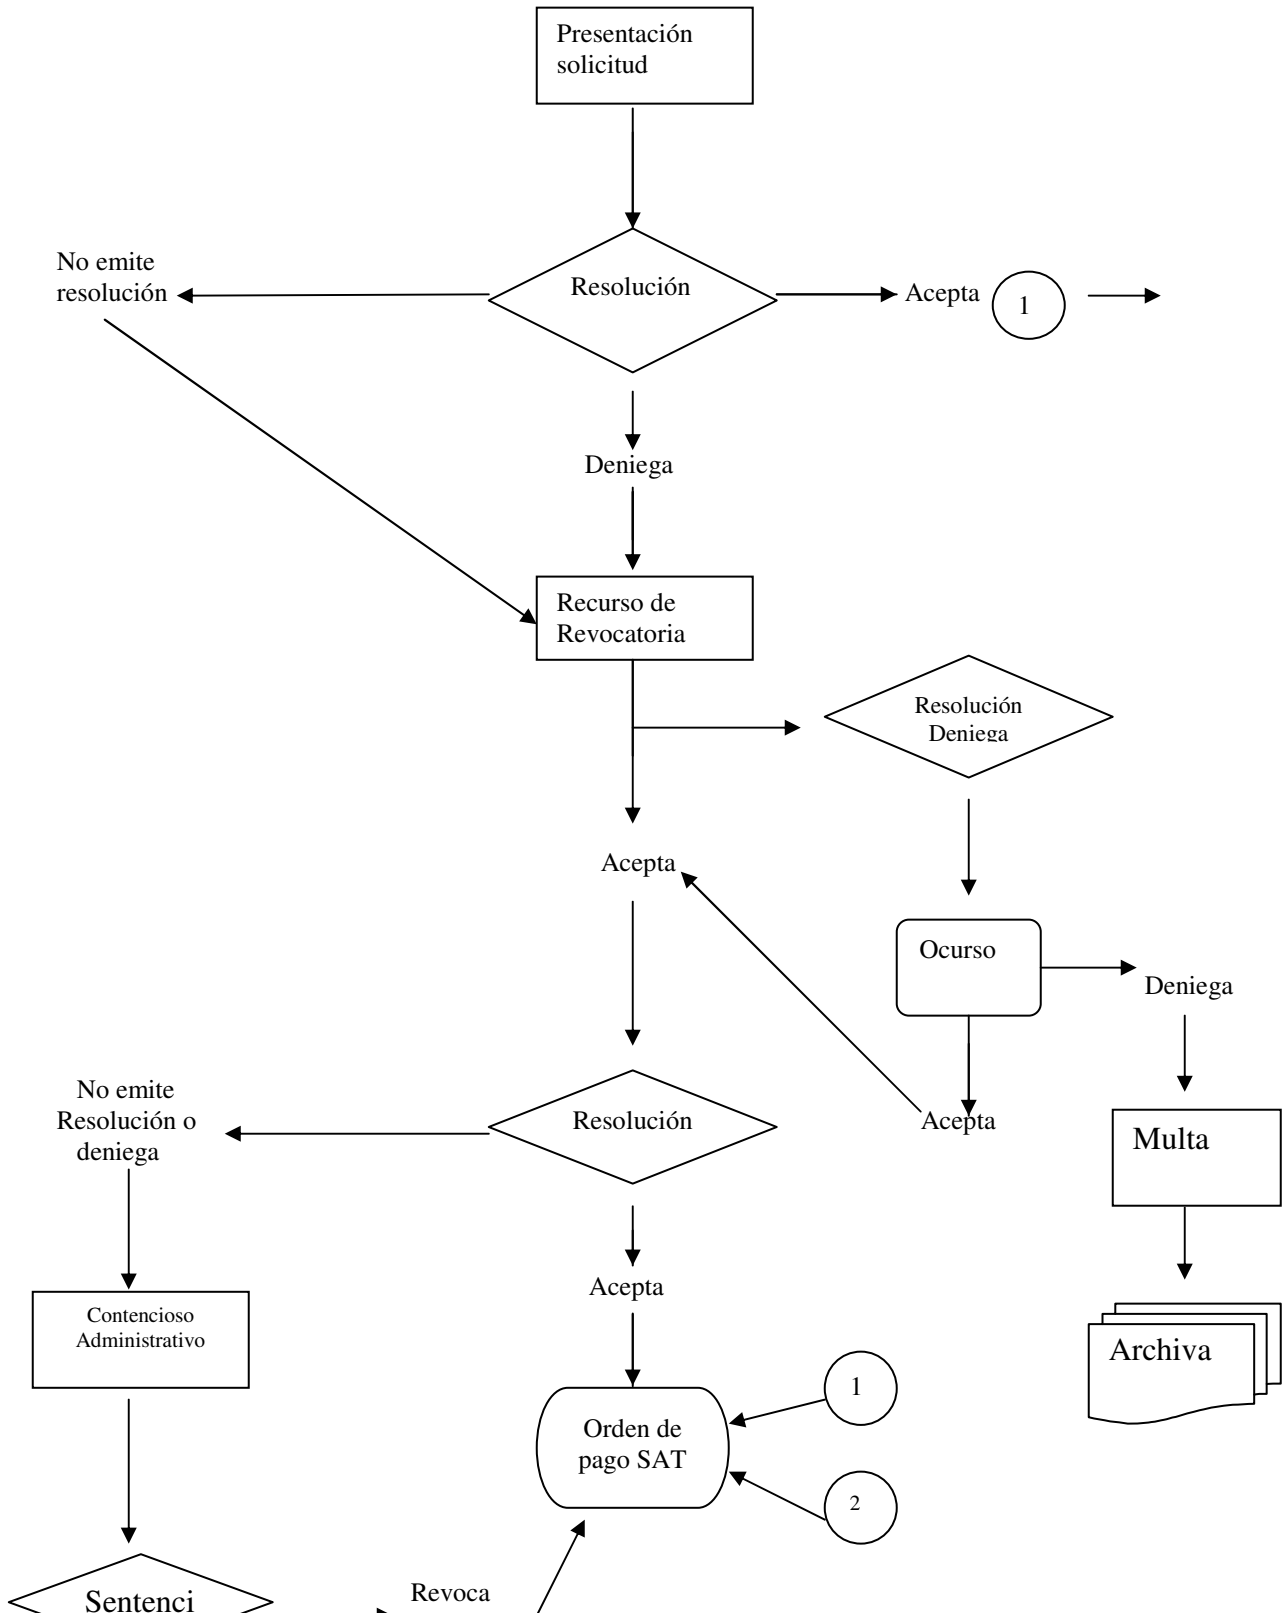 Presentación
solicitud
No emite
resolución
Resolución
Acepta
1
Deniega
Recurso de
Revocatoria
Resolución
Deniega
Acepta
Ocurso
Deniega
No emite
Resolución o
deniega
Resolución
Acepta
Multa
Acepta
Contencioso
Administrativo
Archiva
1
Orden de
pago SAT
2
Revoca
Sentenci